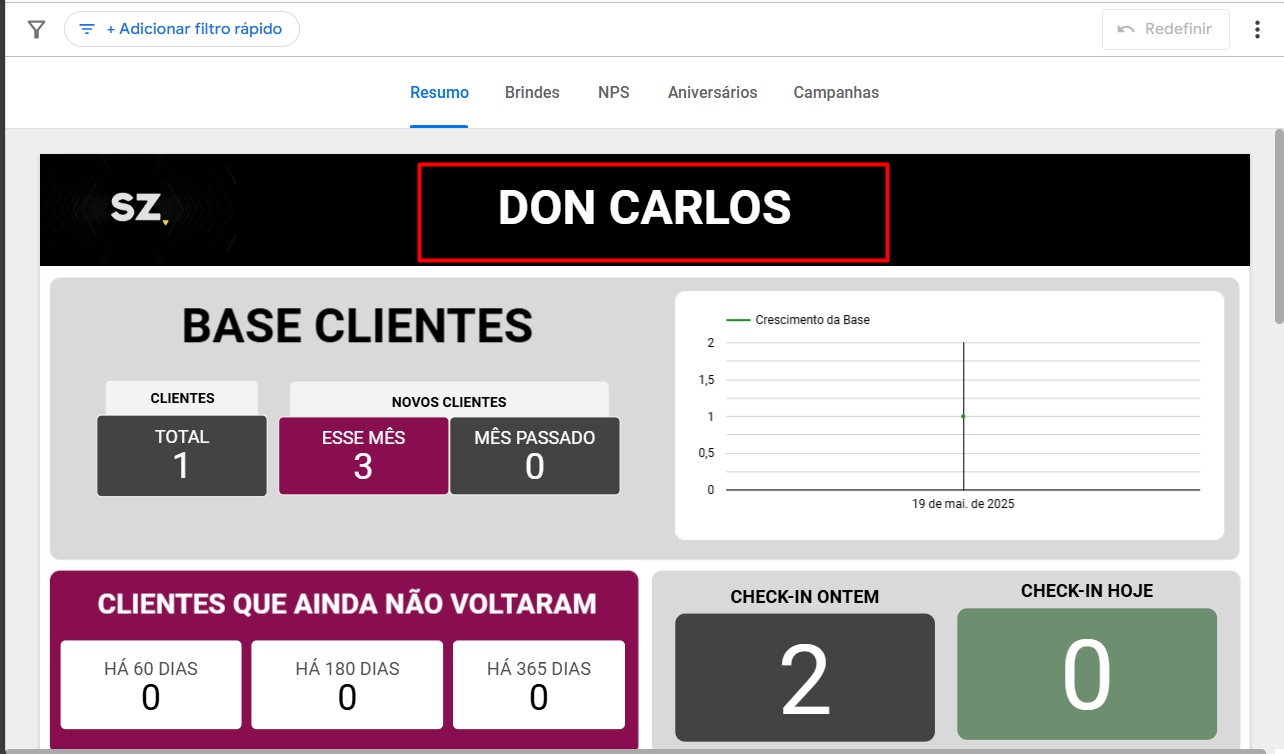 + Adicionar filtro rápido
Redefinir
Resumo Brindes NPS Aniversários Campanhas
SZ.
DON CARLOS
BASE CLIENTES
CLIENTES
TOTAL
1
NOVOS CLIENTES
ESSE MÊS
3
MÊS PASSADO
0
Crescimento da Base
2
1,5
1
0,5
0
19 de mai. de 2025
CLIENTES QUE AINDA NÃO VOLTARAM
HÁ 60 DIAS
0
HÁ 180 DIAS
0
HÁ 365 DIAS
0
CHECK-IN ONTEM
2
CHECK-IN HOJE
0